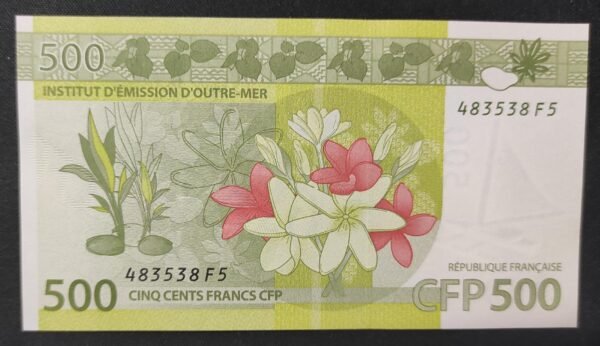 500
INSTITUT D'ÉMISSION D'OUTRE-MER
483538F5
483538F5
RÉPUBLIQUE FRANÇAISE
500 CFP 500
CINQ CENTS FRANCS CFP